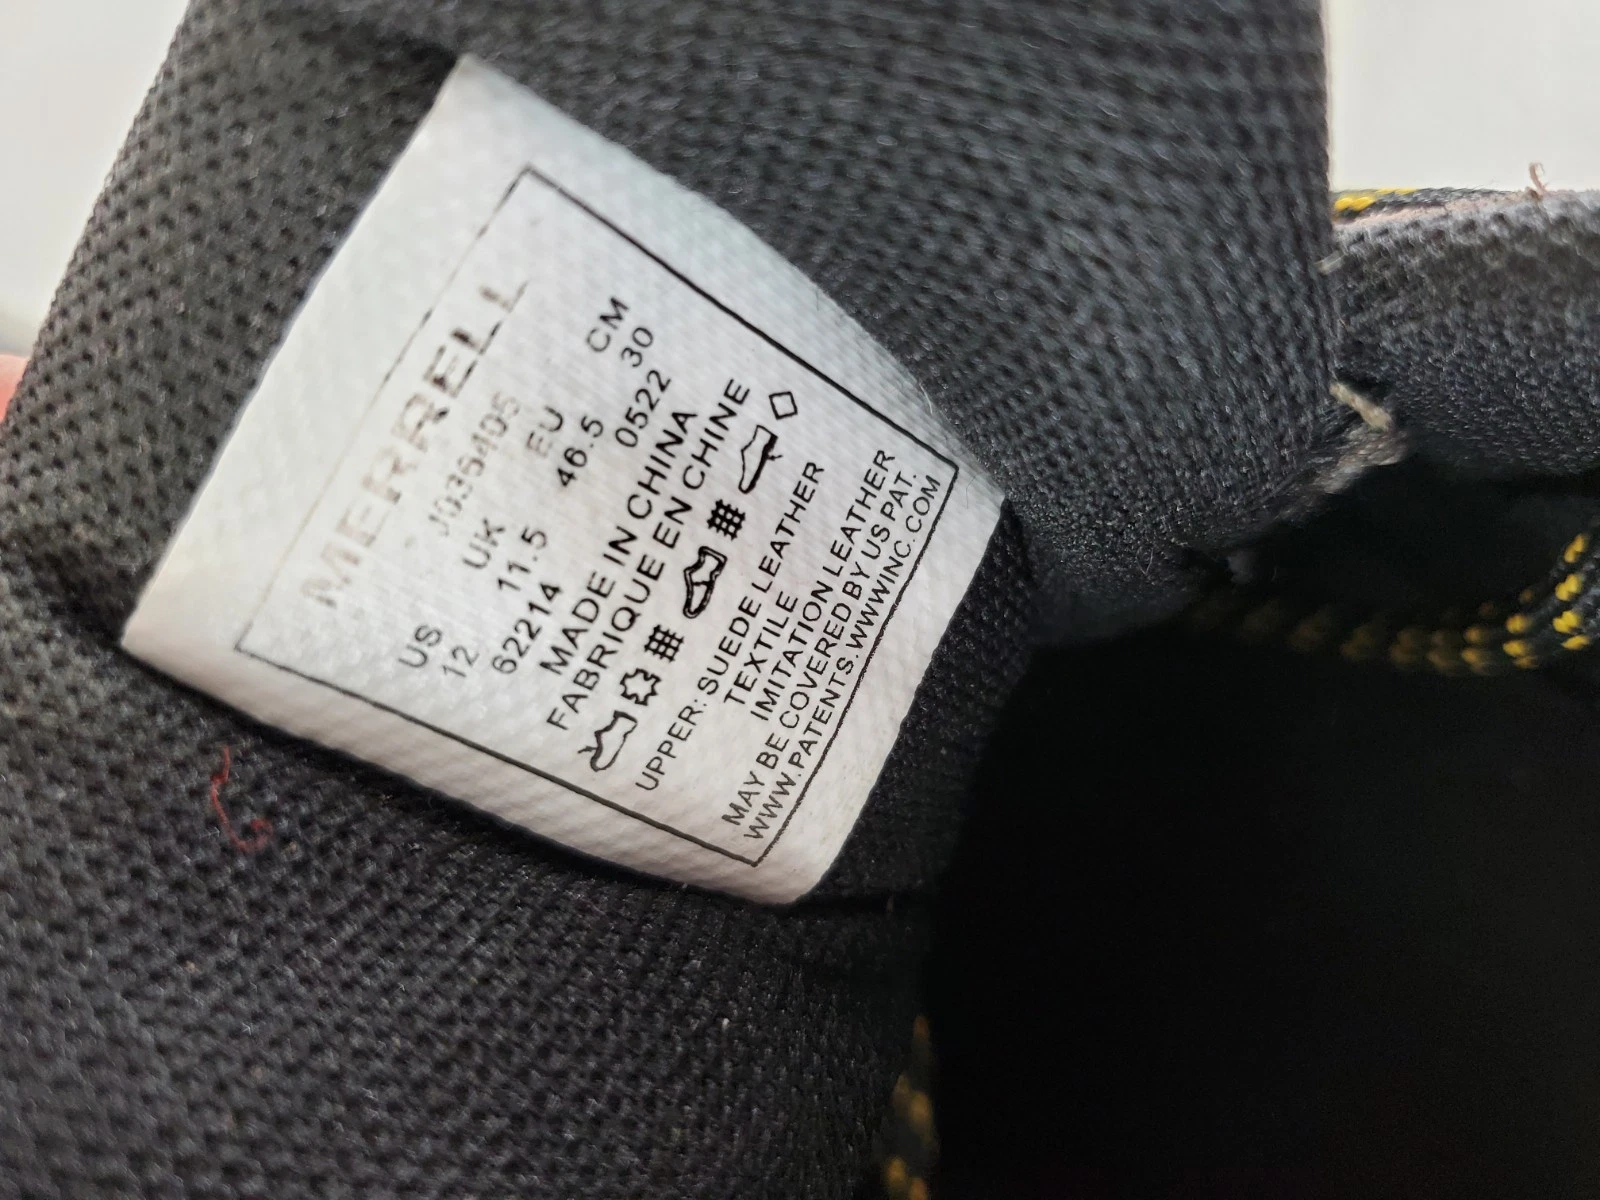 MERRELL
J036405
US UK EU CM
12 11.5 46.5 30
62214 0522
MADE IN CHINA
FABRIQUE EN CHINE
UPPER: SUEDE LEATHER
TEXTILE
IMITATION LEATHER
MAY BE COVERED BY US PAT.
WWW.PATENTS.WWWINC.COM